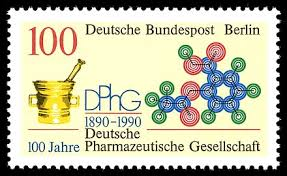 100 Deutsche Bundespost Berlin
DPhG
1890-1990
Deutsche
100 Jahre Pharmazeutische Gesellschaft